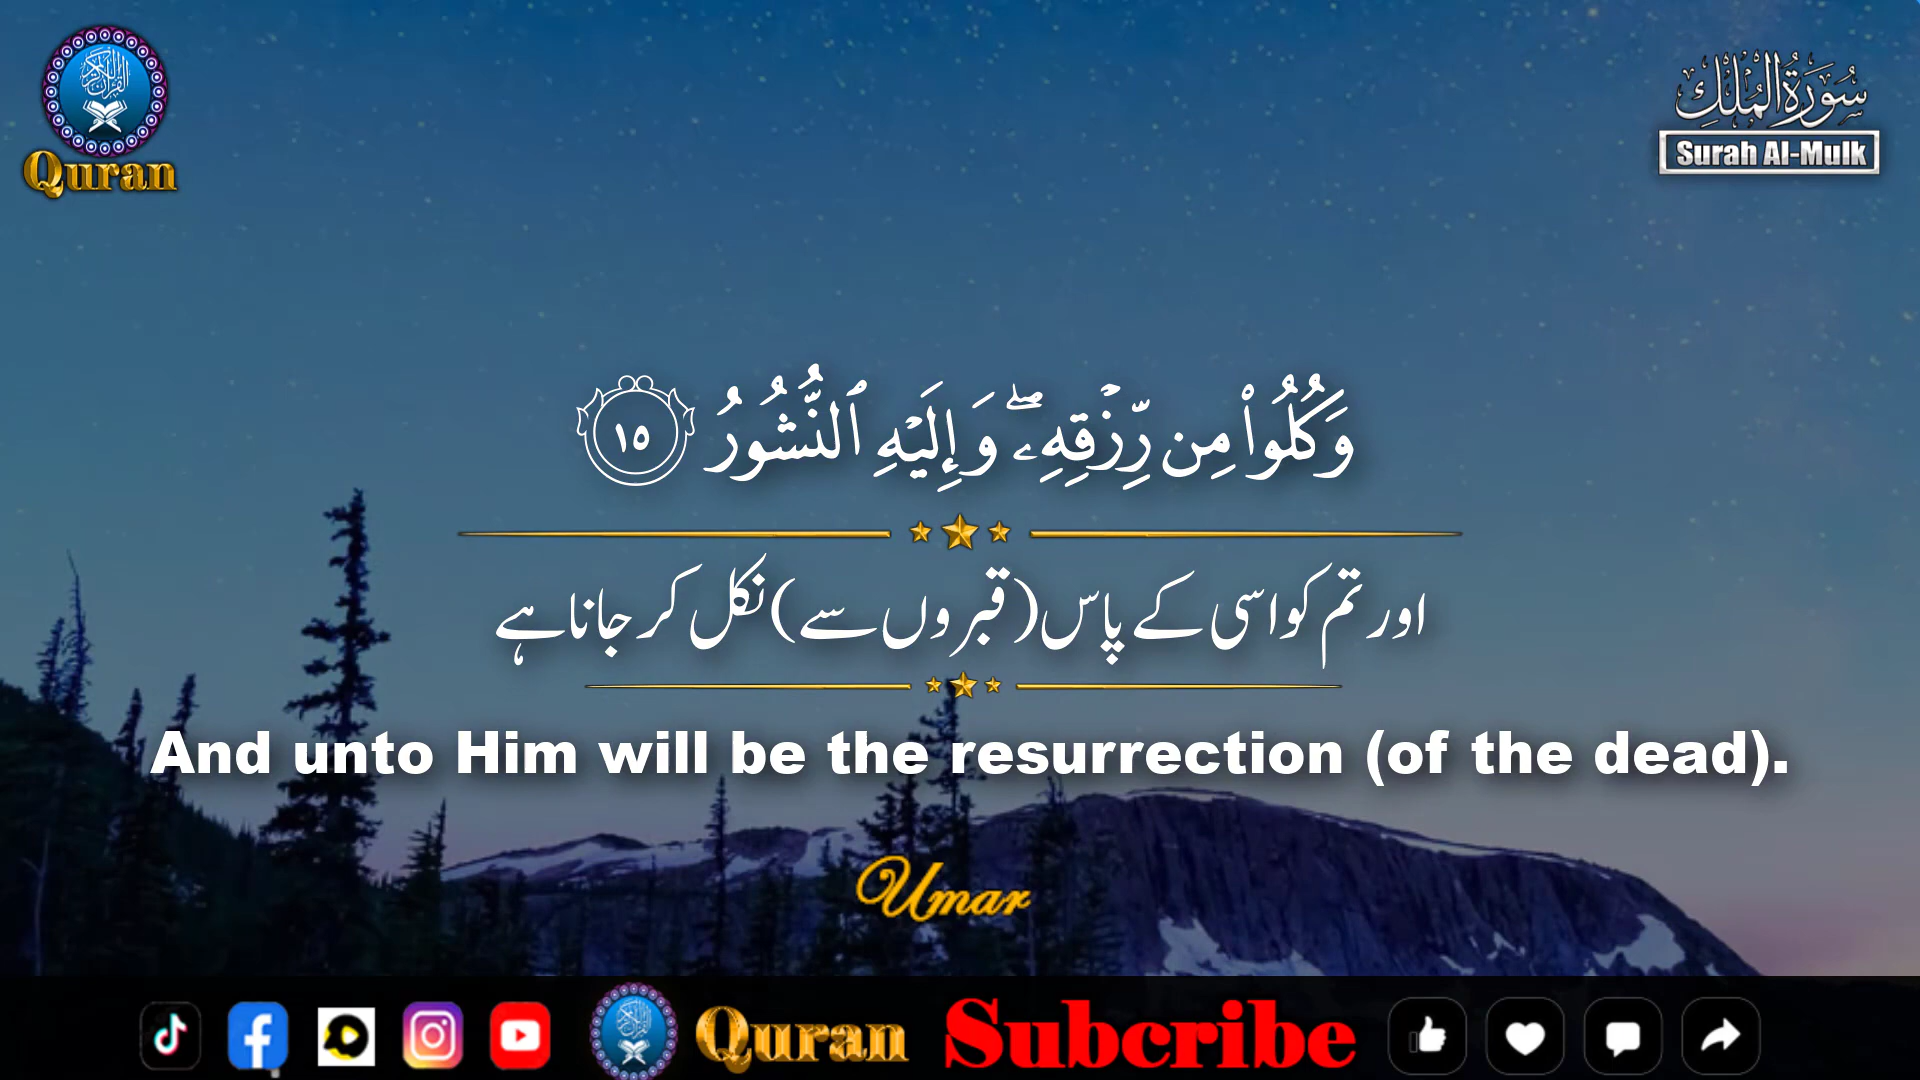 Quran
سُورَةُ المُلْكِ
Surah Al-Mulk
وَكُلُوا۟ مِن رِّزْقِهِۦ ۖ وَإِلَيْهِ ٱلنُّشُورُ ١٥
اور تم کو اسی کے پاس (قبروں سے) نکل کر جانا ہے
And unto Him will be the resurrection (of the dead).
Umar
Quran Subcribe